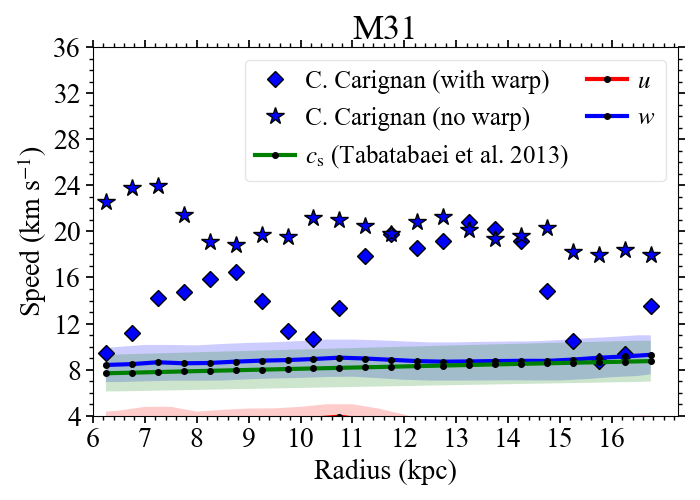 M31
36
32
28
24
20
16
12
8
4
Speed (km s⁻¹)
C. Carignan (with warp)
C. Carignan (no warp)
cₛ (Tabatabaei et al. 2013)
u
w
6 7 8 9 10 11 12 13 14 15 16
Radius (kpc)